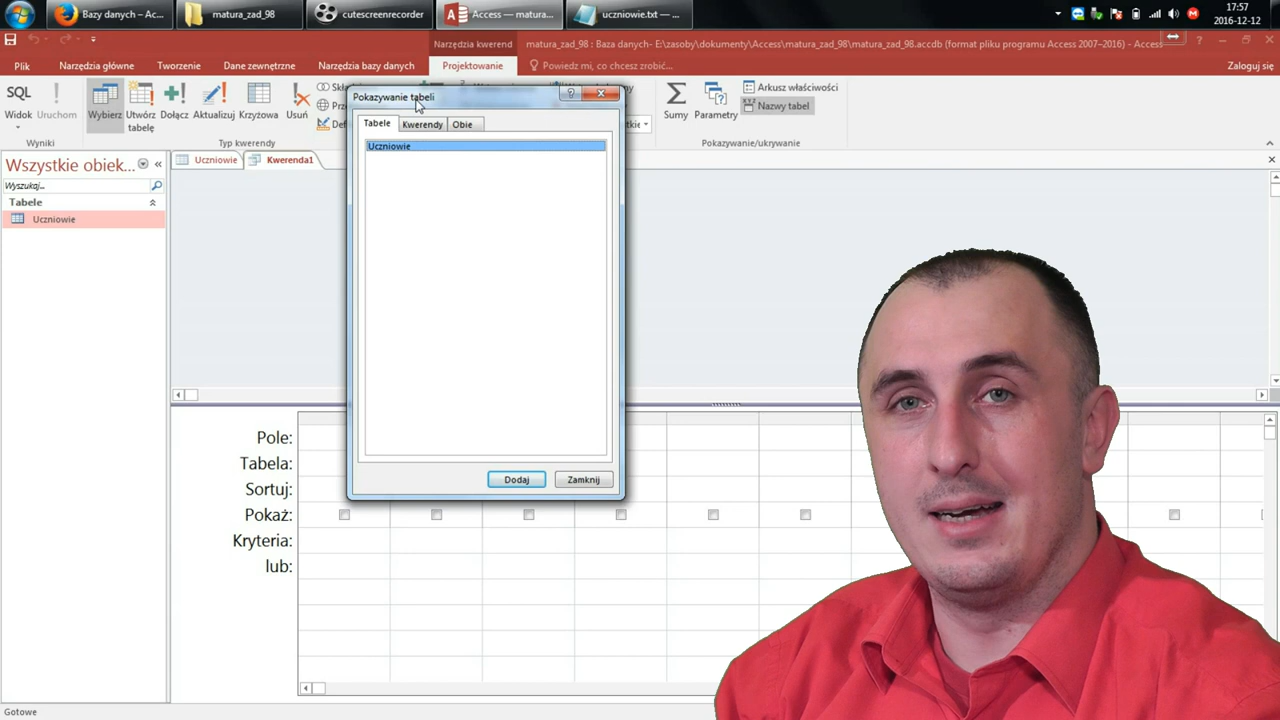 Bazy danych – Ac...
matura_zad_98
cutescreenrecorder
Access — matura...
uczniowie.txt — ...
17:57
2016-12-12
Narzędzia kwerend
matura_zad_98 : Baza danych- E:\zasoby\dokumenty\Access\matura_zad_98\matura_zad_98.accdb (format pliku programu Access 2007–2016) - Access
Plik
Narzędzia główne
Tworzenie
Dane zewnętrzne
Narzędzia bazy danych
Projektowanie
Powiedz mi, co chcesz zrobić...
Zaloguj się
SQL
Widok
Uruchom
Wyniki
Wybierz
Utwórz tabelę
Dołącz
Aktualizuj
Krzyżowa
Usuń
Typ kwerendy
Sumy
Parametry
Arkusz właściwości
Nazwy tabel
Pokazywanie/ukrywanie
Wszystkie obiek...
Wyszukaj...
Tabele
Uczniowie
Uczniowie
Kwerenda1
Pokazywanie tabeli
Tabele
Kwerendy
Obie
Uczniowie
Dodaj
Zamknij
Pole:
Tabela:
Sortuj:
Pokaż:
Kryteria:
lub:
Gotowe